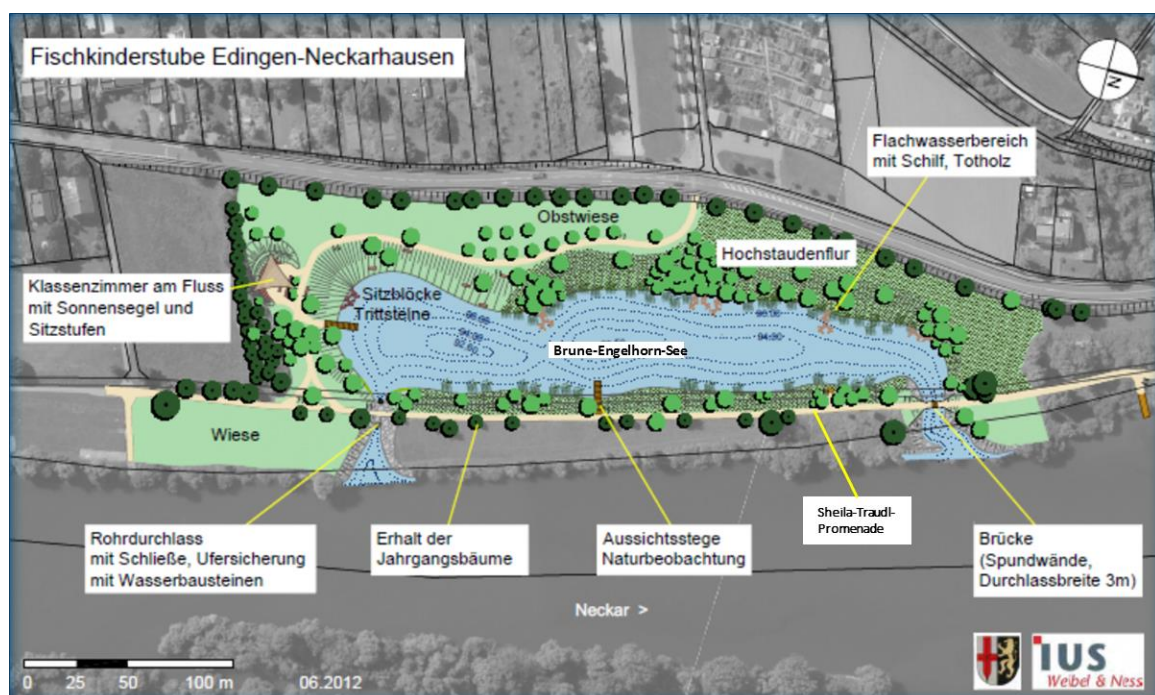 Fischkinderstube Edingen-Neckarhausen
N
Flachwasserbereich
mit Schilf, Totholz
Obstwiese
Hochstaudenflur
Klassenzimmer am Fluss
mit Sonnensegel und
Sitzstufen
Sitzblöcke
Trittsteine
Brune-Engelhorn-See
Wiese
Rohrdurchlass
mit Schließe, Ufersicherung
mit Wasserbausteinen
Erhalt der
Jahrgangsbäume
Aussichtsstege
Naturbeobachtung
Sheila-Traudl-
Promenade
Brücke
(Spundwände,
Durchlassbreite 3m)
Neckar >
0 25 50 100 m
06.2012
IUS
Weibel & Ness